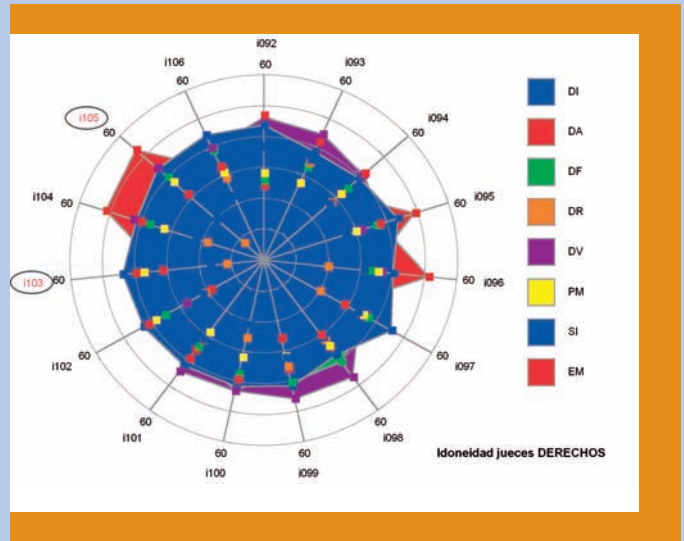 i092
60
i093
60
i094
60
i095
60
60 i096
i097
60
i098
60
i099
60
i100
60
i101
60
i102
60
i103
60
i104
60
i105
60
i106
60
DI
DA
DF
DR
DV
PM
SI
EM
Idoneidad jueces DERECHOS